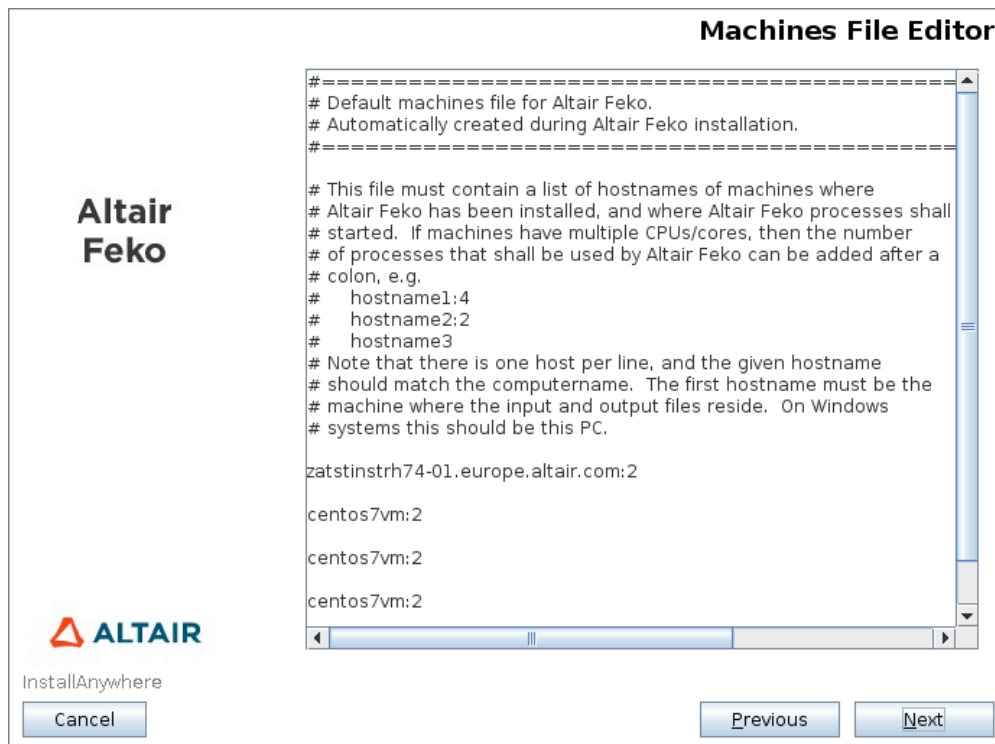 Machines File Editor
#============================================
# Default machines file for Altair Feko.
# Automatically created during Altair Feko installation.
#============================================
# This file must contain a list of hostnames of machines where
# Altair Feko has been installed, and where Altair Feko processes shall
# started.  If machines have multiple CPUs/cores, then the number
# of processes that shall be used by Altair Feko can be added after a
# colon, e.g.
#     hostname1:4
#     hostname2:2
#     hostname3
# Note that there is one host per line, and the given hostname
# should match the computername.  The first hostname must be the
# machine where the input and output files reside.  On Windows
# systems this should be this PC.
zatstinstrh74-01.europe.altair.com:2
centos7vm:2
centos7vm:2
centos7vm:2
Altair
Feko
ALTAIR
InstallAnywhere
Cancel
Previous
Next